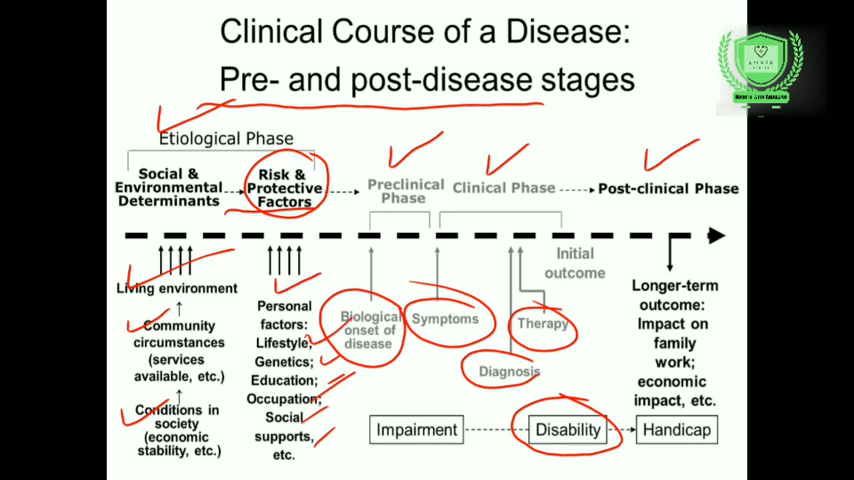 Clinical Course of a Disease:
Pre- and post-disease stages
Etiological Phase
Social &
Environmental
Determinants
Risk &
Protective
Factors
Preclinical
Phase
Clinical Phase
Post-clinical Phase
Living environment
Community
circumstances
(services
available, etc.)
Conditions in
society
(economic
stability, etc.)
Personal
factors:
Lifestyle;
Genetics;
Education;
Occupation;
Social
supports,
etc.
Biological
onset of
disease
Symptoms
Therapy
Diagnosis
Initial
outcome
Longer-term
outcome:
Impact on
family
work;
economic
impact, etc.
Impairment
Disability
Handicap